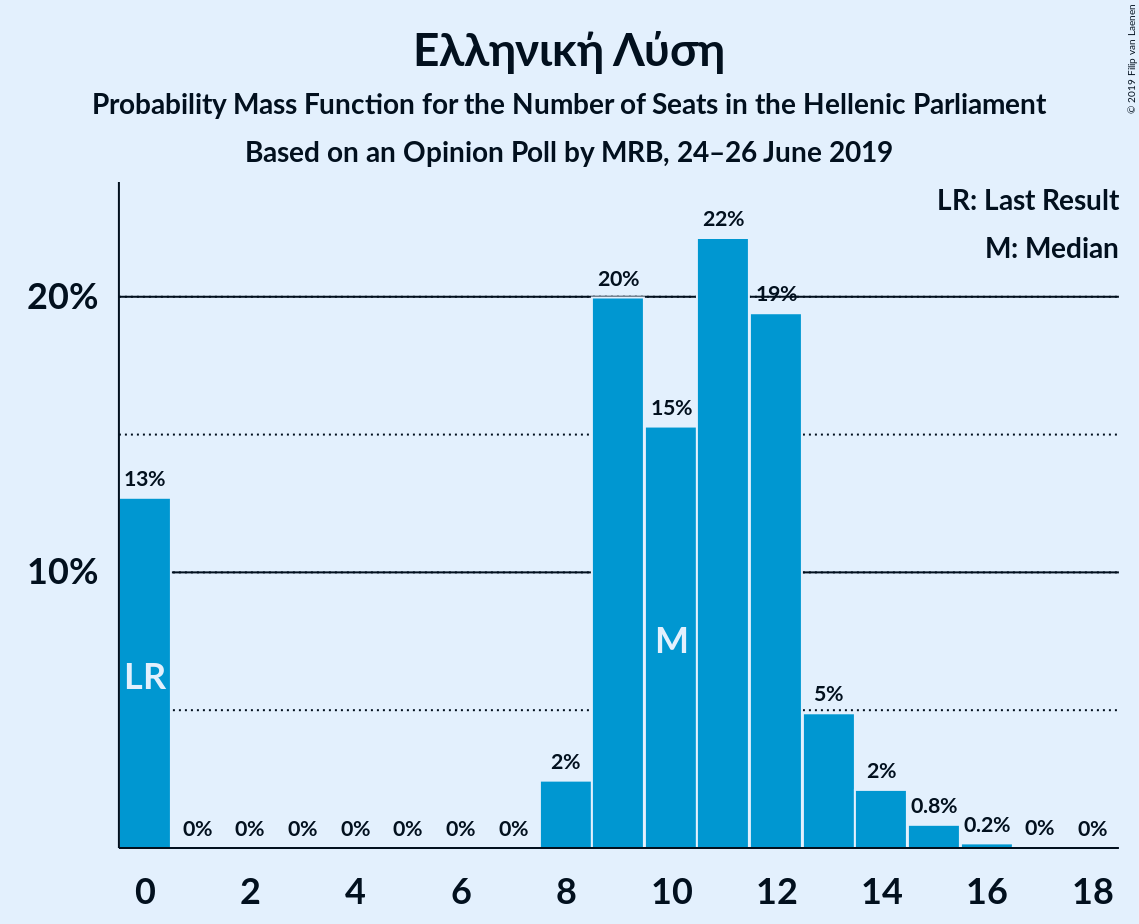 Ελληνική Λύση
Probability Mass Function for the Number of Seats in the Hellenic Parliament
Based on an Opinion Poll by MRB, 24–26 June 2019
© 2019 Filip van Laenen
LR: Last Result
M: Median
22%
20%
19%
20%
15%
13%
10%
M
LR
5%
2%
2%
0.8%
0.2%
0% 0% 0% 0% 0% 0% 0% 0% 0%
0 2 4 6 8 10 12 14 16 18